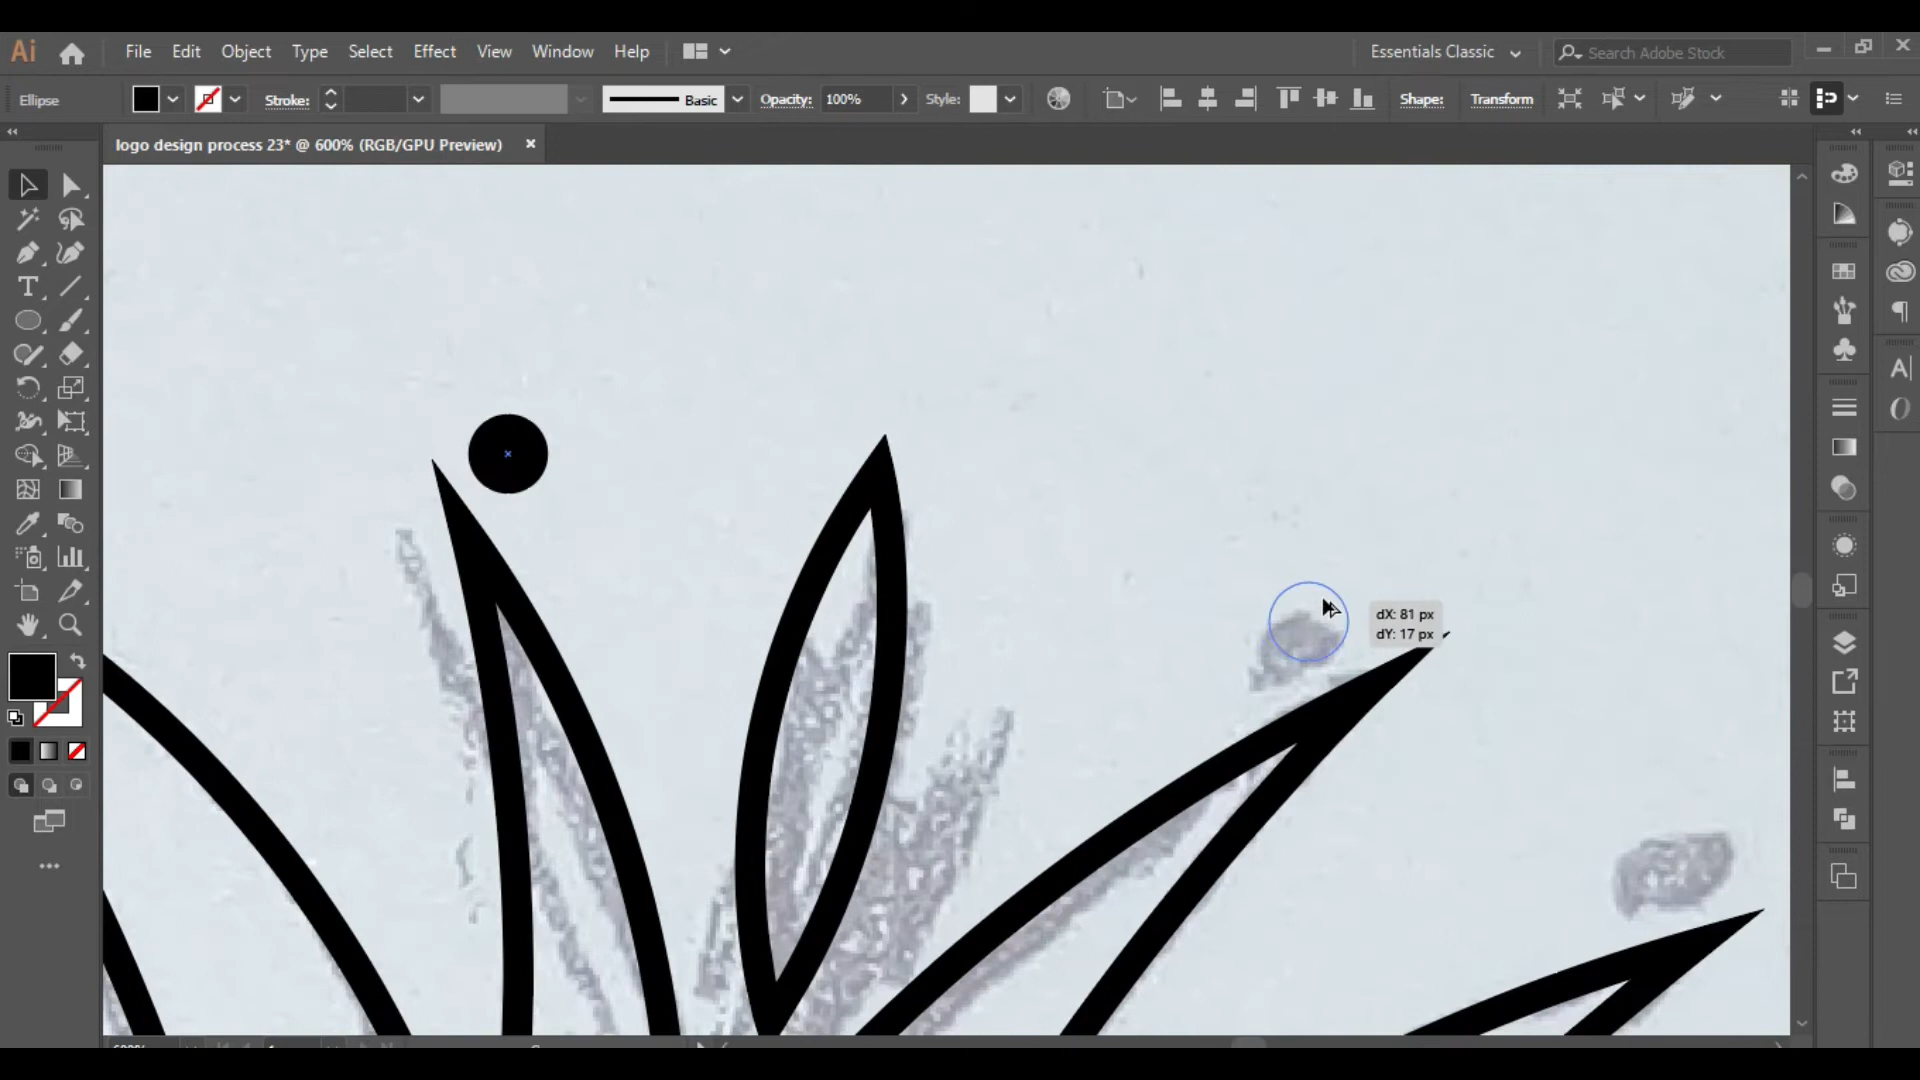 Ai File Edit Object Type Select Effect View Window Help Essentials Classic Search Adobe Stock
Ellipse Stroke: Basic Opacity: 100% Style: Shape: Transform
logo design process 23* @ 600% (RGB/GPU Preview)
dX: 81 px
dY: 17 px